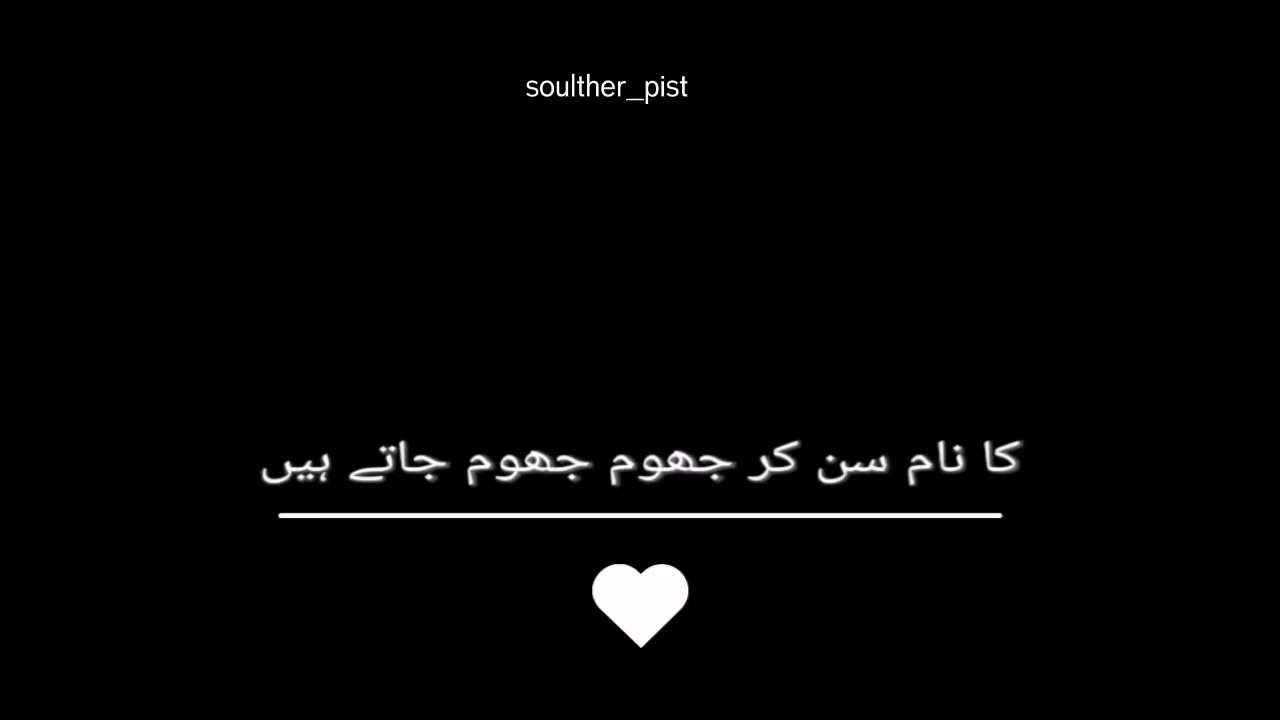 soulther_pist
کا نام سن کر جھوم جھوم جاتے ہیں